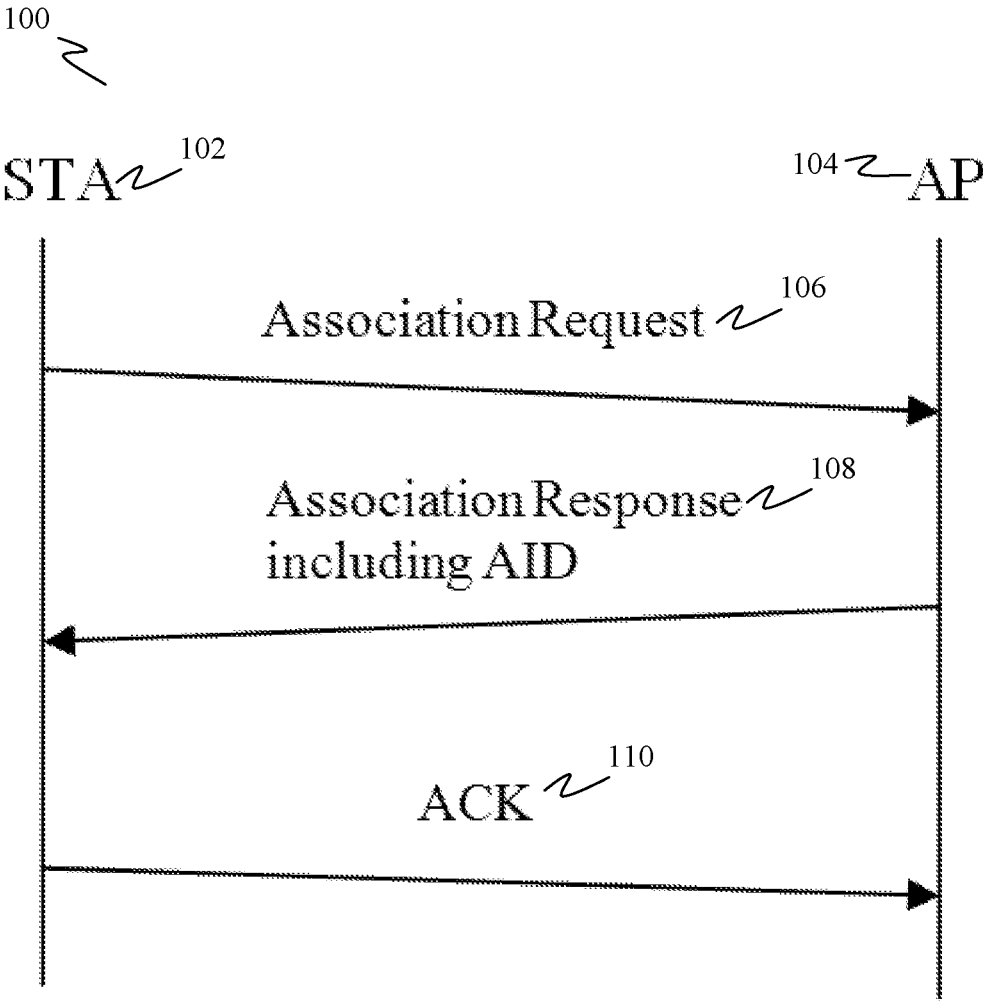 100
STA 102
104 AP
Association Request 106
Association Response 108
including AID
ACK 110